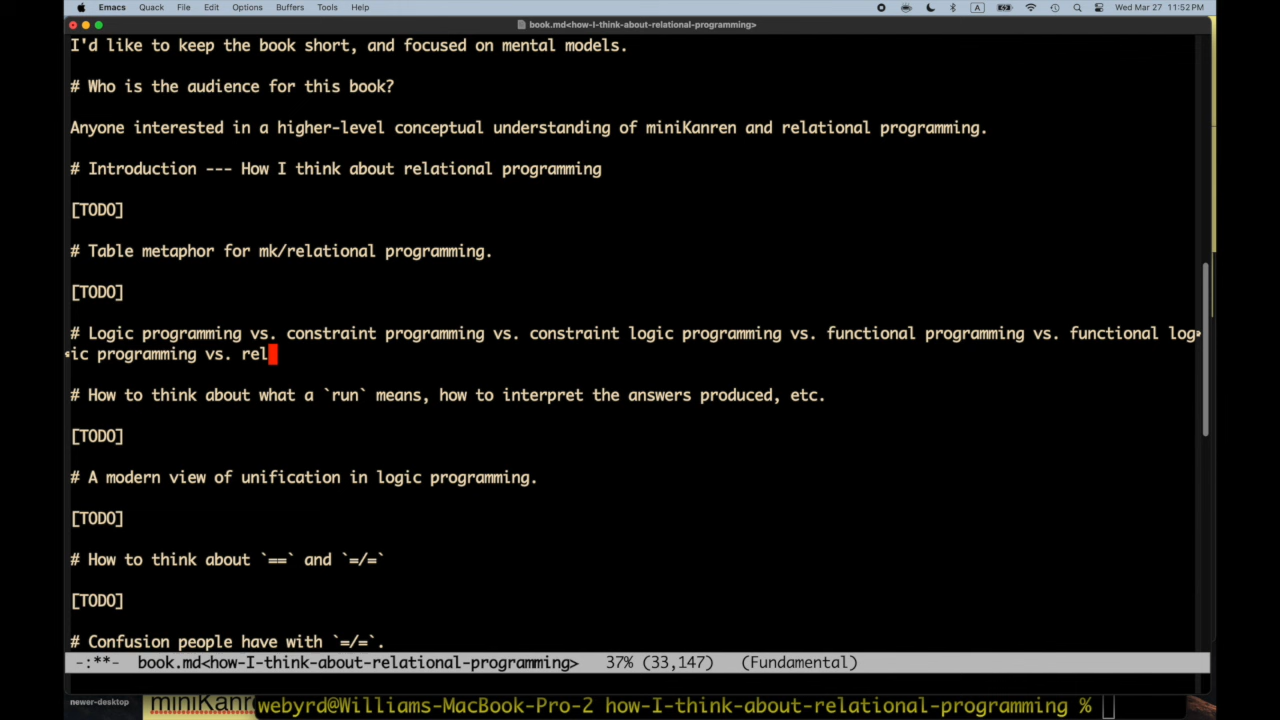 Emacs Quack File Edit Options Buffers Tools Help A Wed Mar 27 11:52 PM
book.md<how-I-think-about-relational-programming>
I'd like to keep the book short, and focused on mental models.
# Who is the audience for this book?
Anyone interested in a higher-level conceptual understanding of miniKanren and relational programming.
# Introduction --- How I think about relational programming
[TODO]
# Table metaphor for mk/relational programming.
[TODO]
# Logic programming vs. constraint programming vs. constraint logic programming vs. functional programming vs. functional log
ic programming vs. rel
# How to think about what a `run` means, how to interpret the answers produced, etc.
[TODO]
# A modern view of unification in logic programming.
[TODO]
# How to think about `==` and `=/=`
[TODO]
# Confusion people have with `=/=`.
-:**- book.md<how-I-think-about-relational-programming> 37% (33,147) (Fundamental)
newer-desktop miniKanr webyrd@Williams-MacBook-Pro-2 how-I-think-about-relational-programming %